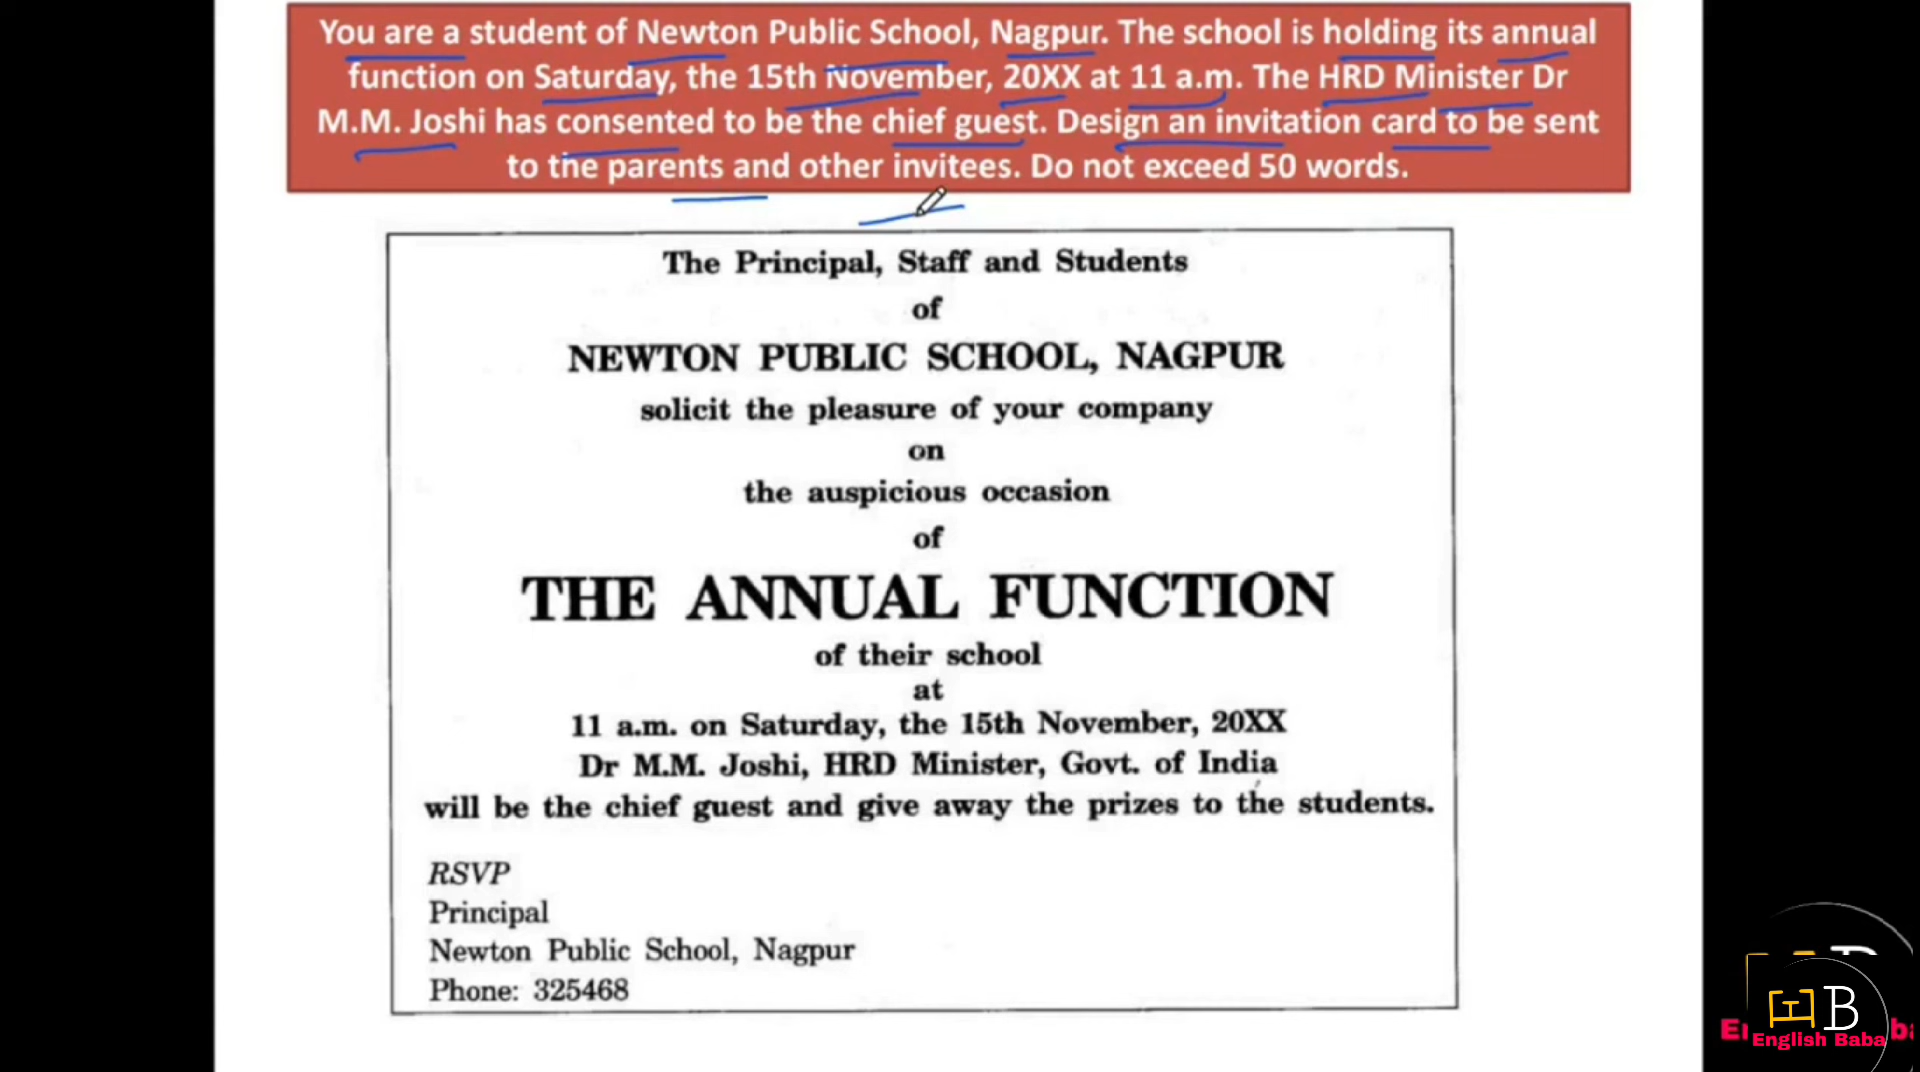 You are a student of Newton Public School, Nagpur. The school is holding its annual
function on Saturday, the 15th November, 20XX at 11 a.m. The HRD Minister Dr
M.M. Joshi has consented to be the chief guest. Design an invitation card to be sent
to the parents and other invitees. Do not exceed 50 words.
The Principal, Staff and Students
of
NEWTON PUBLIC SCHOOL, NAGPUR
solicit the pleasure of your company
on
the auspicious occasion
of
THE ANNUAL FUNCTION
of their school
at
11 a.m. on Saturday, the 15th November, 20XX
Dr M.M. Joshi, HRD Minister, Govt. of India
will be the chief guest and give away the prizes to the students.
RSVP
Principal
Newton Public School, Nagpur
Phone: 325468
EB
English Baba